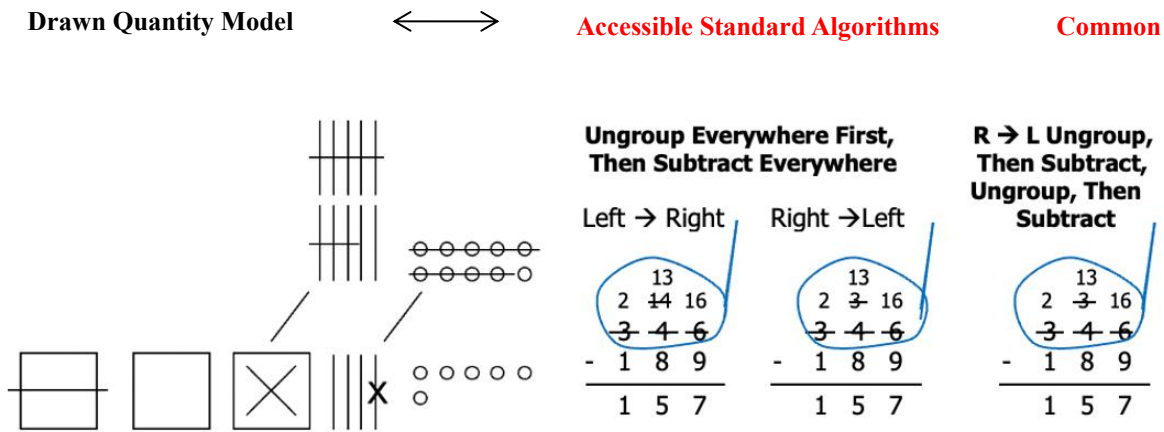 Drawn Quantity Model
Accessible Standard Algorithms
Common
Ungroup Everywhere First,
Then Subtract Everywhere
Left → Right
13
2 14 16
3 4 6
- 1 8 9
1 5 7
Right →Left
13
2 3 16
3 4 6
- 1 8 9
1 5 7
R → L Ungroup,
Then Subtract,
Ungroup, Then
Subtract
13
2 3 16
3 4 6
- 1 8 9
1 5 7